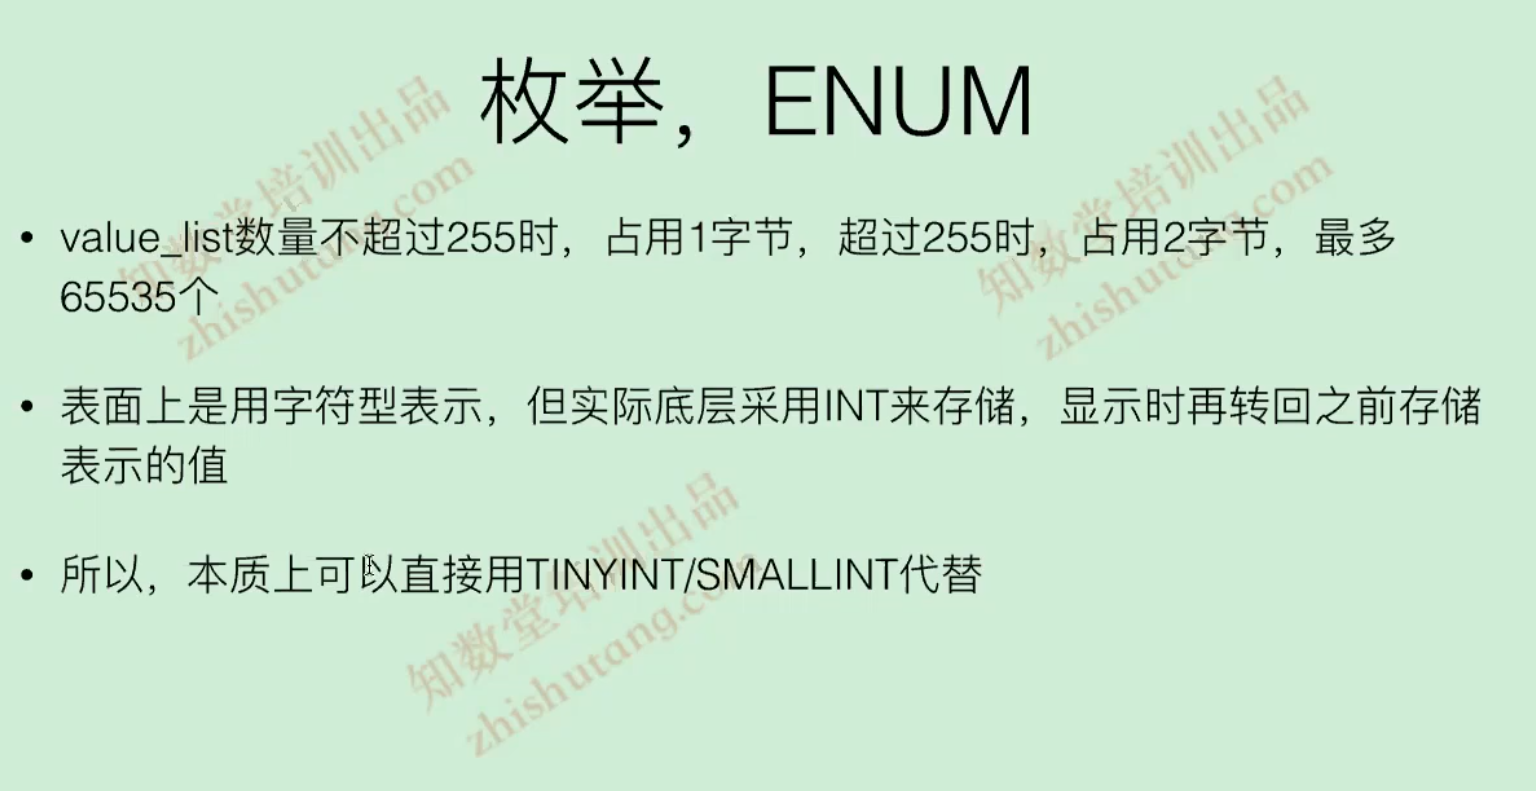 枚举，ENUM
• value_list数量不超过255时，占用1字节，超过255时，占用2字节，最多
65535个
• 表面上是用字符型表示，但实际底层采用INT来存储，显示时再转回之前存储
表示的值
• 所以，本质上可以直接用TINYINT/SMALLINT代替
知数堂培训出品
zhishutang.com
知数堂培训出品
zhishutang.com
知数堂培训出品
zhishutang.com